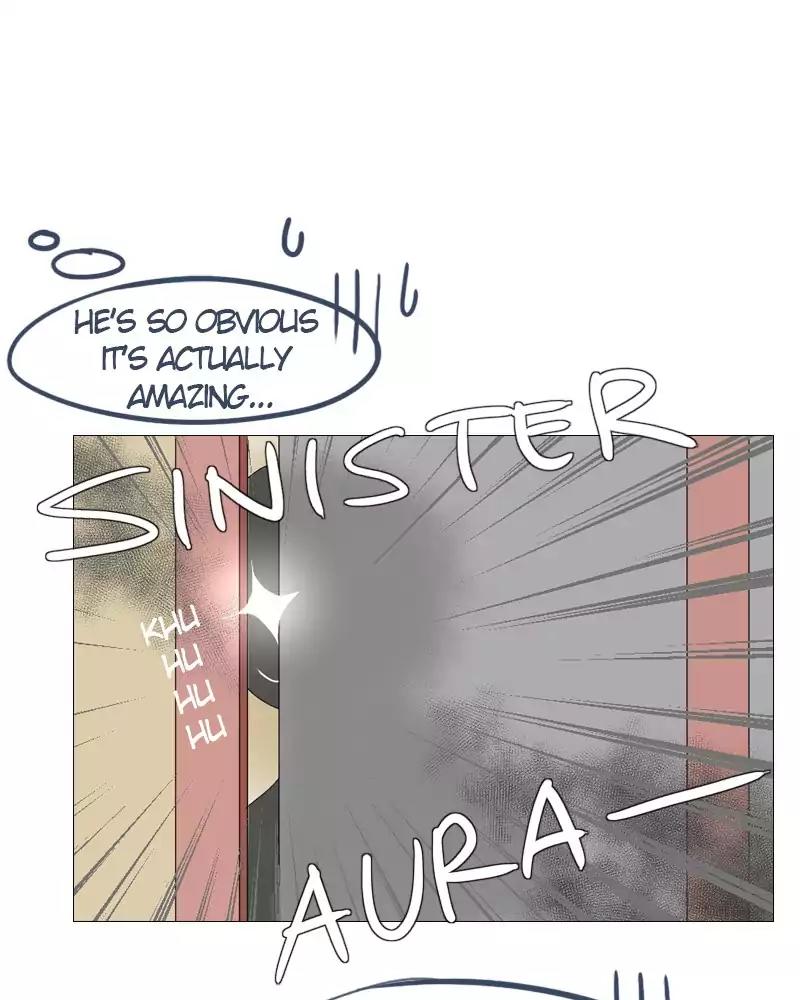 HE'S SO OBVIOUS
IT'S ACTUALLY
AMAZING...
SINISTER
KHU
HU
HU
HU
AURA—